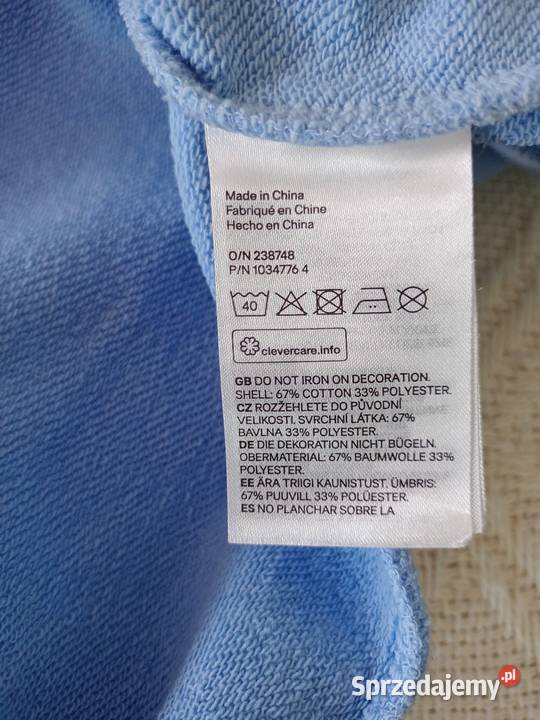 Made in China
Fabriqué en Chine
Hecho en China
O/N 238748
P/N 1034776 4
40
clevercare.info
GB DO NOT IRON ON DECORATION.
SHELL: 67% COTTON 33% POLYESTER.
CZ ROZŽEHLETE DO PŮVODNÍ
VELIKOSTI. SVRCHNÍ LÁTKA: 67%
BAVLNA 33% POLYESTER.
DE DIE DEKORATION NICHT BÜGELN.
OBERMATERIAL: 67% BAUMWOLLE 33%
POLYESTER.
EE ÄRA TRIIGI KAUNISTUST. ÜMBRIS:
67% PUUVILL 33% POLÜESTER.
ES NO PLANCHAR SOBRE LA
Sprzedajemy.pl